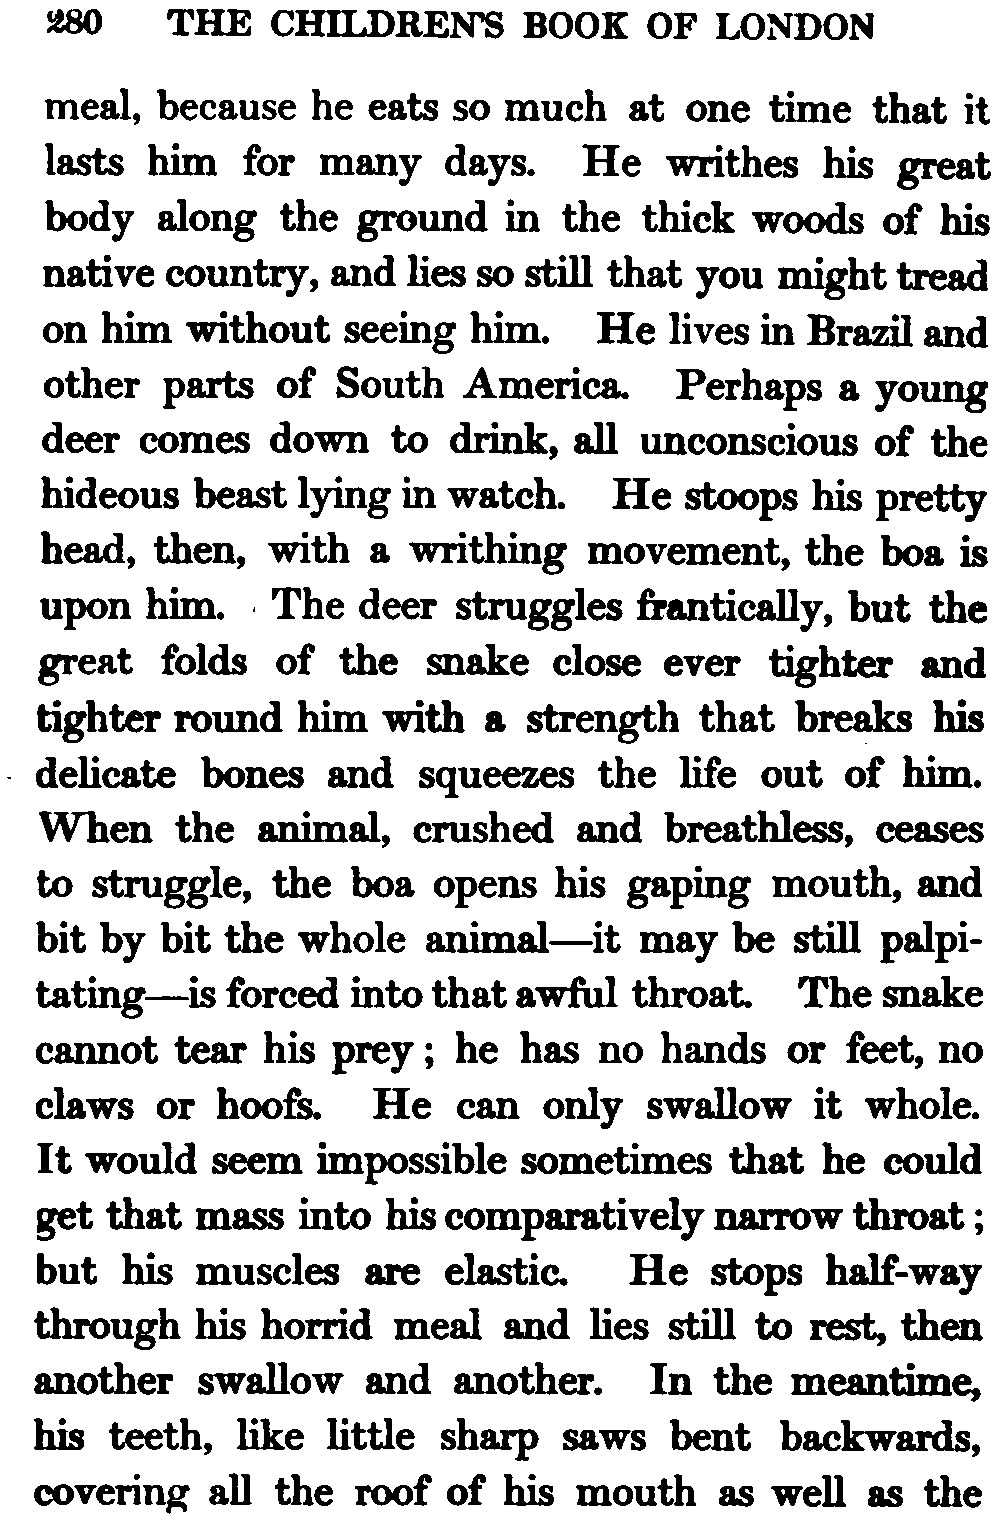 280 THE CHILDREN'S BOOK OF LONDON
meal, because he eats so much at one time that it
lasts him for many days. He writhes his great
body along the ground in the thick woods of his
native country, and lies so still that you might tread
on him without seeing him. He lives in Brazil and
other parts of South America. Perhaps a young
deer comes down to drink, all unconscious of the
hideous beast lying in watch. He stoops his pretty
head, then, with a writhing movement, the boa is
upon him. The deer struggles frantically, but the
great folds of the snake close ever tighter and
tighter round him with a strength that breaks his
delicate bones and squeezes the life out of him.
When the animal, crushed and breathless, ceases
to struggle, the boa opens his gaping mouth, and
bit by bit the whole animal—it may be still palpi-
tating—is forced into that awful throat. The snake
cannot tear his prey; he has no hands or feet, no
claws or hoofs. He can only swallow it whole.
It would seem impossible sometimes that he could
get that mass into his comparatively narrow throat;
but his muscles are elastic. He stops half-way
through his horrid meal and lies still to rest, then
another swallow and another. In the meantime,
his teeth, like little sharp saws bent backwards,
covering all the roof of his mouth as well as the